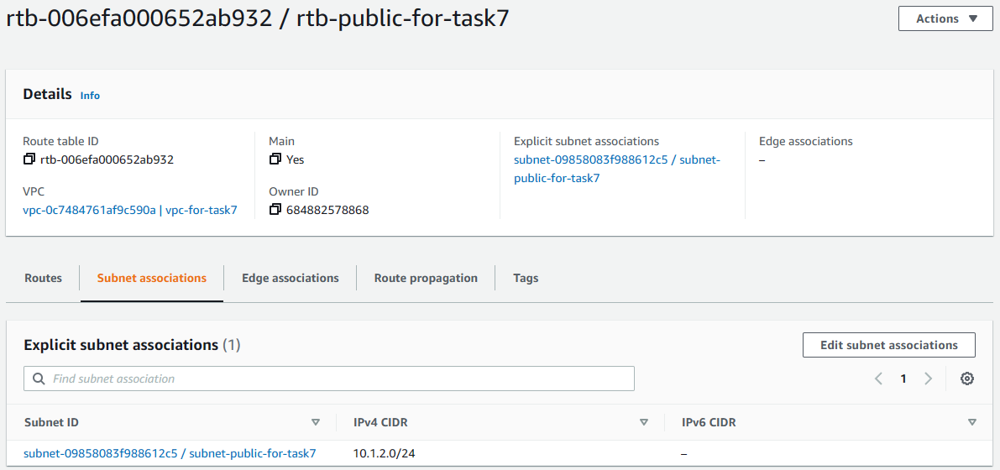 rtb-006efa000652ab932 / rtb-public-for-task7
Actions
Details Info
Route table ID
rtb-006efa000652ab932
Main
Yes
Explicit subnet associations
subnet-09858083f988612c5 / subnet-
public-for-task7
Edge associations
–
VPC
vpc-0c7484761af9c590a | vpc-for-task7
Owner ID
684882578868
Routes
Subnet associations
Edge associations
Route propagation
Tags
Explicit subnet associations (1)
Edit subnet associations
Find subnet association
1
Subnet ID
IPv4 CIDR
IPv6 CIDR
subnet-09858083f988612c5 / subnet-public-for-task7
10.1.2.0/24
–